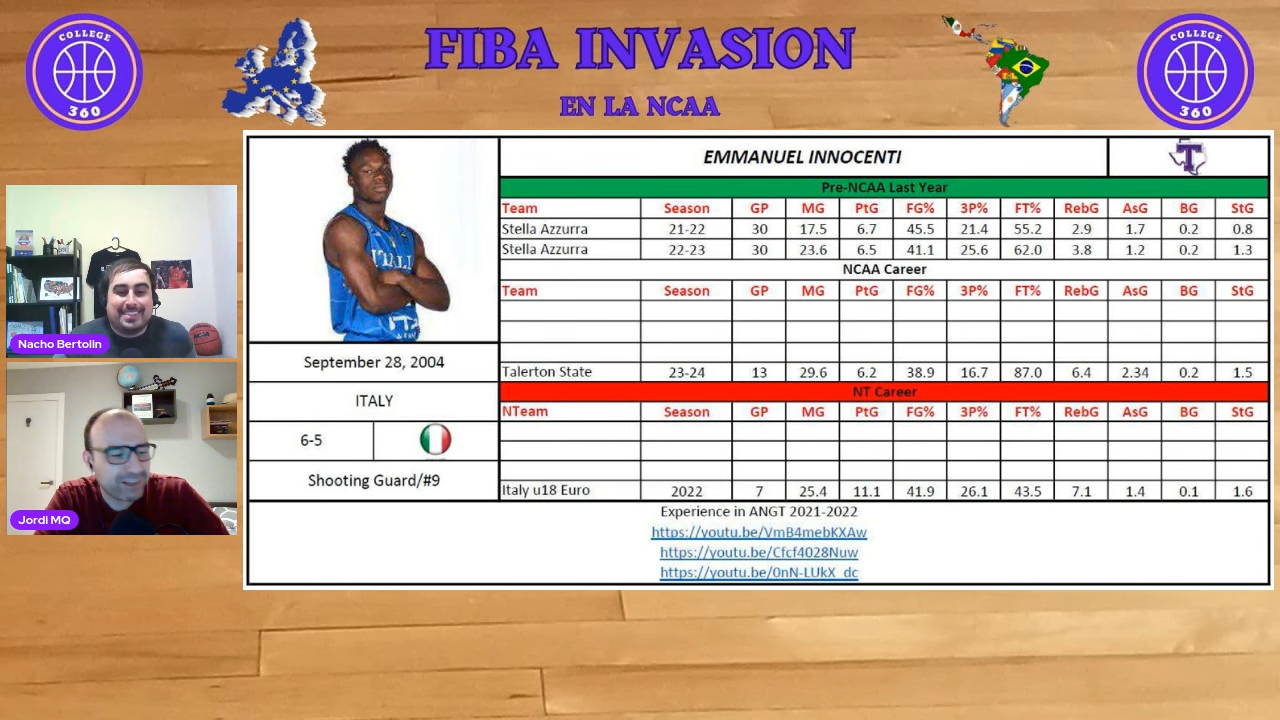 COLLEGE
360
FIBA INVASION
EN LA NCAA
COLLEGE
360
EMMANUEL INNOCENTI
T
Pre-NCAA Last Year
Team Season GP MG PtG FG% 3P% FT% RebG AsG BG StG
Stella Azzurra 21-22 30 17.5 6.7 45.5 21.4 55.2 2.9 1.7 0.2 0.8
Stella Azzurra 22-23 30 23.6 6.5 41.1 25.6 62.0 3.8 1.2 0.2 1.3
NCAA Career
Team Season GP MG PtG FG% 3P% FT% RebG AsG BG StG
Talerton State 23-24 13 29.6 6.2 38.9 16.7 87.0 6.4 2.34 0.2 1.5
NT Career
NTeam Season GP MG PtG FG% 3P% FT% RebG AsG BG StG
Italy u18 Euro 2022 7 25.4 11.1 41.9 26.1 43.5 7.1 1.4 0.1 1.6
September 28, 2004
ITALY
6-5
Shooting Guard/#9
Experience in ANGT 2021-2022
https://youtu.be/VmB4mebKXAw
https://youtu.be/Cfcf4028Nuw
https://youtu.be/0nN-LUkX_dc
Nacho Bertolin
Jordi MQ